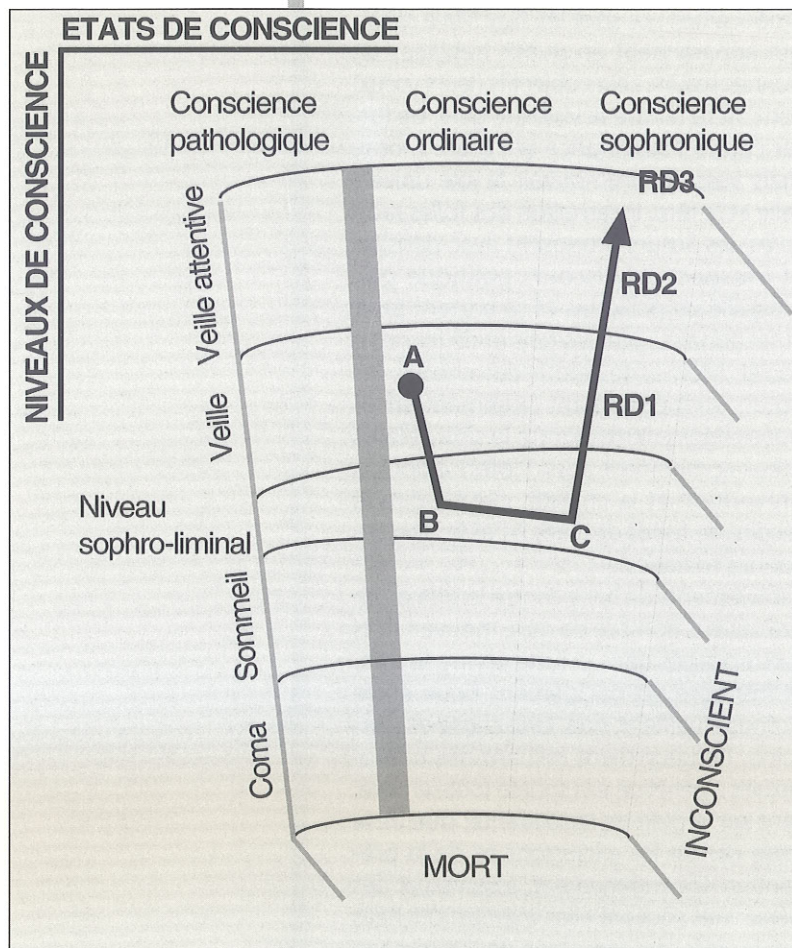 ETATS DE CONSCIENCE
NIVEAUX DE CONSCIENCE
Conscience
pathologique
Conscience
ordinaire
Conscience
sophronique
RD3
Veille attentive
RD2
A
Veille
RD1
Niveau
sophro-liminal
B
C
Sommeil
Coma
INCONSCIENT
MORT